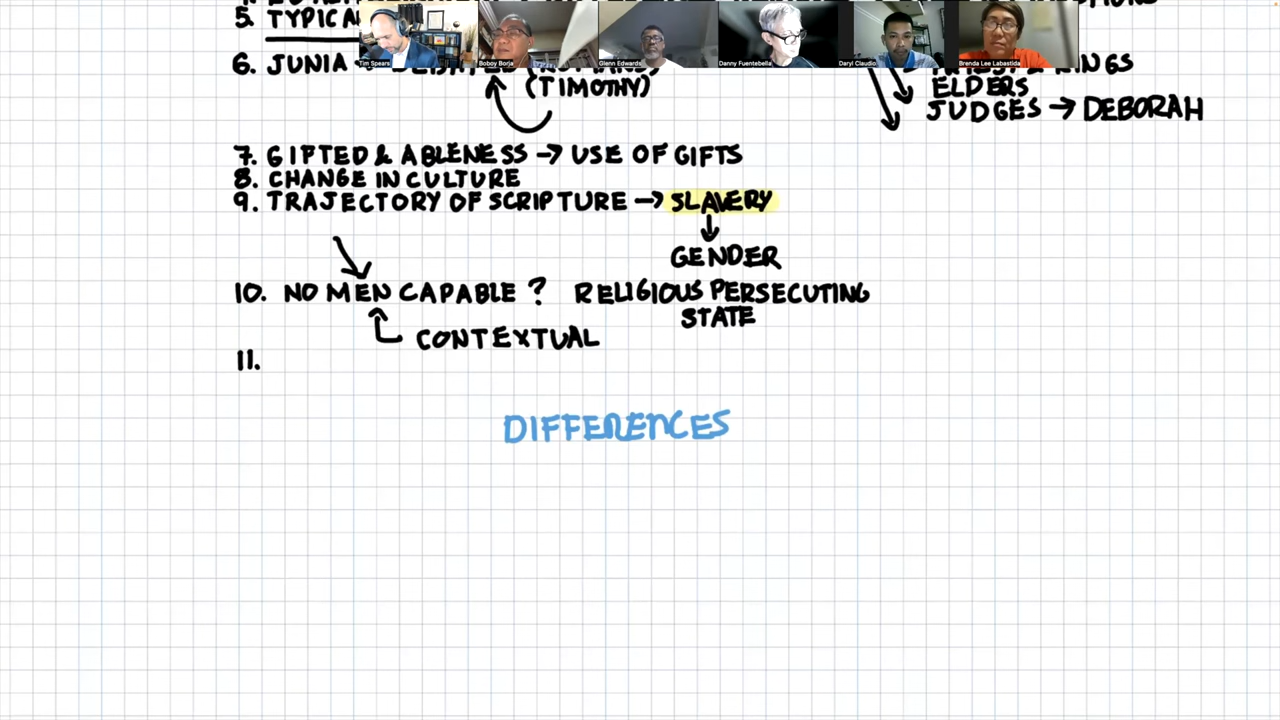 5. TYPICA
Tim Spears
Boboy Borja
Glenn Edwards
Danny Fuentebella
Daryl Claudio
Brenda Lee Labastida
6. JUNIA
(TIMOTHY)
ELDERS
JUDGES → DEBORAH
7. GIFTED & ABLENESS → USE OF GIFTS
8. CHANGE IN CULTURE
9. TRAJECTORY OF SCRIPTURE → SLAVERY
GENDER
10. NO MEN CAPABLE ? RELIGIOUS PERSECUTING
STATE
CONTEXTUAL
11.
DIFFERENCES